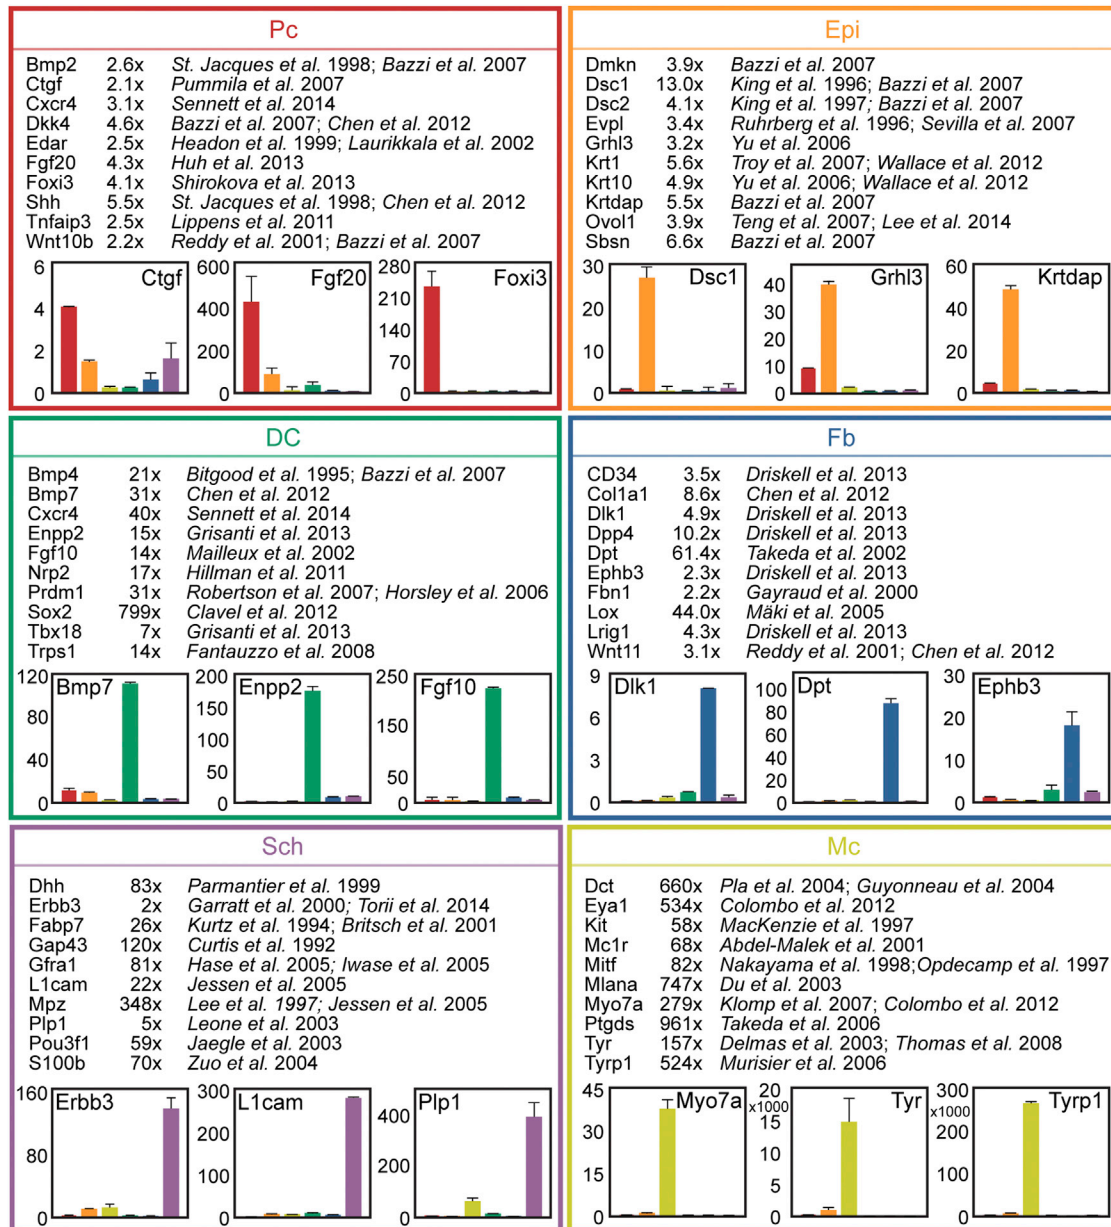 Pc
Bmp2 2.6x St. Jacques et al. 1998; Bazzi et al. 2007
Ctgf 2.1x Pummila et al. 2007
Cxcr4 3.1x Sennett et al. 2014
Dkk4 4.6x Bazzi et al. 2007; Chen et al. 2012
Edar 2.5x Headon et al. 1999; Laurikkala et al. 2002
Fgf20 4.3x Huh et al. 2013
Foxi3 4.1x Shirokova et al. 2013
Shh 5.5x St. Jacques et al. 1998; Chen et al. 2012
Tnfaip3 2.5x Lippens et al. 2011
Wnt10b 2.2x Reddy et al. 2001; Bazzi et al. 2007
Ctgf
6
4
2
0
Fgf20
600
400
200
0
Foxi3
280
210
140
70
0
Epi
Dmkn 3.9x Bazzi et al. 2007
Dsc1 13.0x King et al. 1996; Bazzi et al. 2007
Dsc2 4.1x King et al. 1997; Bazzi et al. 2007
Evpl 3.4x Ruhrberg et al. 1996; Sevilla et al. 2007
Grhl3 3.2x Yu et al. 2006
Krt1 5.6x Troy et al. 2007; Wallace et al. 2012
Krt10 4.9x Yu et al. 2006; Wallace et al. 2012
Krtdap 5.5x Bazzi et al. 2007
Ovol1 3.9x Teng et al. 2007; Lee et al. 2014
Sbsn 6.6x Bazzi et al. 2007
Dsc1
30
20
10
0
Grhl3
40
30
20
10
0
Krtdap
60
40
20
0
DC
Bmp4 21x Bitgood et al. 1995; Bazzi et al. 2007
Bmp7 31x Chen et al. 2012
Cxcr4 40x Sennett et al. 2014
Enpp2 15x Grisanti et al. 2013
Fgf10 14x Mailleux et al. 2002
Nrp2 17x Hillman et al. 2011
Prdm1 31x Robertson et al. 2007; Horsley et al. 2006
Sox2 799x Clavel et al. 2012
Tbx18 7x Grisanti et al. 2013
Trps1 14x Fantauzzo et al. 2008
Bmp7
120
80
40
0
Enpp2
200
150
100
50
0
Fgf10
250
150
50
0
Fb
CD34 3.5x Driskell et al. 2013
Col1a1 8.6x Chen et al. 2012
Dlk1 4.9x Driskell et al. 2013
Dpp4 10.2x Driskell et al. 2013
Dpt 61.4x Takeda et al. 2002
Ephb3 2.3x Driskell et al. 2013
Fbn1 2.2x Gayraud et al. 2000
Lox 44.0x Mäki et al. 2005
Lrig1 4.3x Driskell et al. 2013
Wnt11 3.1x Reddy et al. 2001; Chen et al. 2012
Dlk1
9
6
3
0
Dpt
100
80
60
40
20
0
Ephb3
30
20
10
0
Sch
Dhh 83x Parmantier et al. 1999
Erbb3 2x Garratt et al. 2000; Torii et al. 2014
Fabp7 26x Kurtz et al. 1994; Britsch et al. 2001
Gap43 120x Curtis et al. 1992
Gfra1 81x Hase et al. 2005; Iwase et al. 2005
L1cam 22x Jessen et al. 2005
Mpz 348x Lee et al. 1997; Jessen et al. 2005
Plp1 5x Leone et al. 2003
Pou3f1 59x Jaegle et al. 2003
S100b 70x Zuo et al. 2004
Erbb3
160
80
0
L1cam
300
200
100
0
Plp1
400
200
0
Mc
Dct 660x Pla et al. 2004; Guyonneau et al. 2004
Eya1 534x Colombo et al. 2012
Kit 58x MacKenzie et al. 1997
Mc1r 68x Abdel-Malek et al. 2001
Mitf 82x Nakayama et al. 1998;Opdecamp et al. 1997
Mlana 747x Du et al. 2003
Myo7a 279x Klomp et al. 2007; Colombo et al. 2012
Ptgds 961x Takeda et al. 2006
Tyr 157x Delmas et al. 2003; Thomas et al. 2008
Tyrp1 524x Murisier et al. 2006
Myo7a
45
30
15
0
Tyr
20
x1000
15
10
5
0
Tyrp1
300
x1000
200
100
0